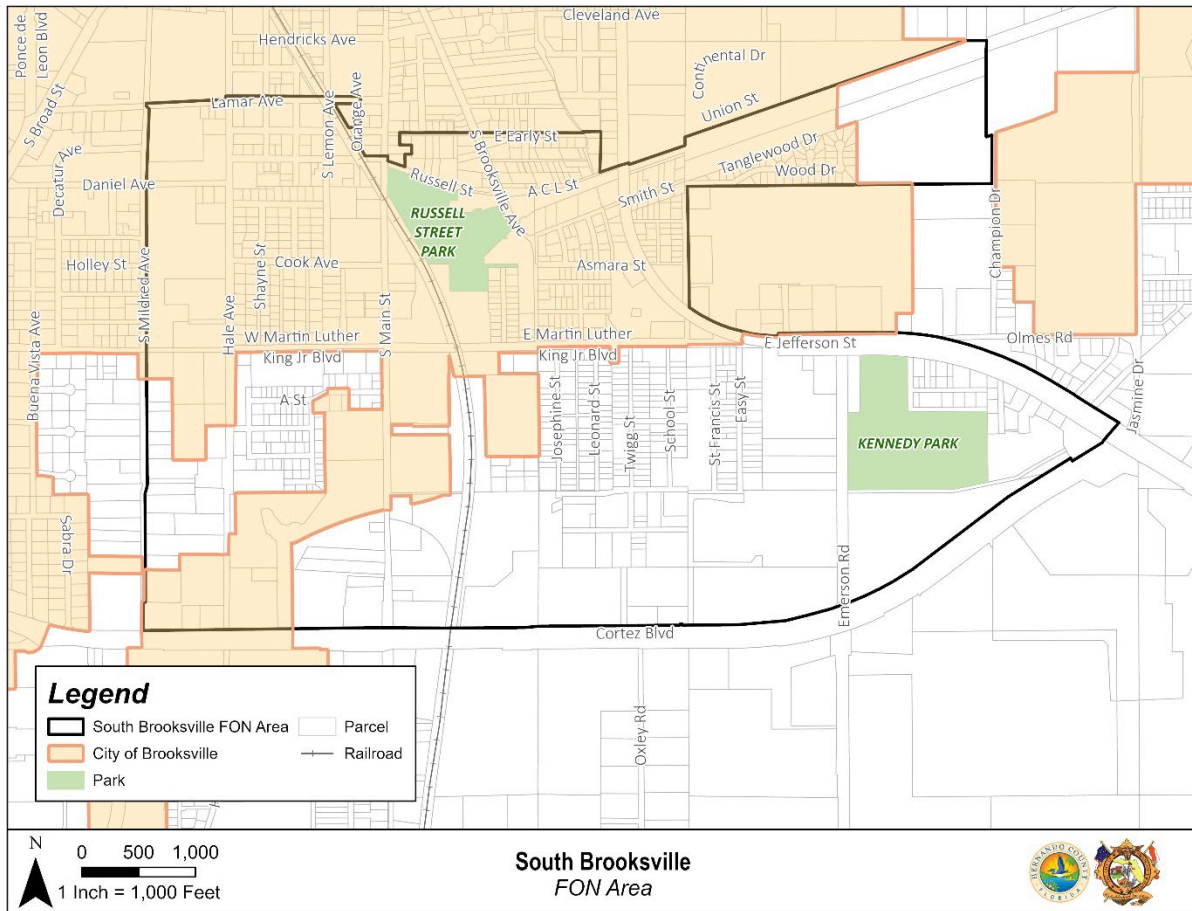 Cleveland Ave
Ponce de
Leon Blvd
Hendricks Ave
Continental Dr
S Broad St
Lamar Ave
S Lemon Ave
Orange Ave
Union St
E Early St
S Brooksville Ave
Tanglewood Dr
Decatur Ave
Daniel Ave
Russell St
A C L St
Smith St
Wood Dr
RUSSELL
STREET
PARK
Champion Dr
Holley St
S Mildred Ave
Shayne St
Cook Ave
Asmara St
Buena Vista Ave
Hale Ave
S Main St
W Martin Luther
King Jr Blvd
E Martin Luther
King Jr Blvd
E Jefferson St
Olmes Rd
Jasmine Dr
A St
Josephine St
Leonard St
Twigg St
School St
St Francis St
Easy St
KENNEDY PARK
Sabra Dr
Emerson Rd
Cortez Blvd
Oxley Rd
Legend
South Brooksville FON Area
Parcel
City of Brooksville
Railroad
Park
N
0 500 1,000
1 Inch = 1,000 Feet
South Brooksville
FON Area
HERNANDO COUNTY
FLORIDA